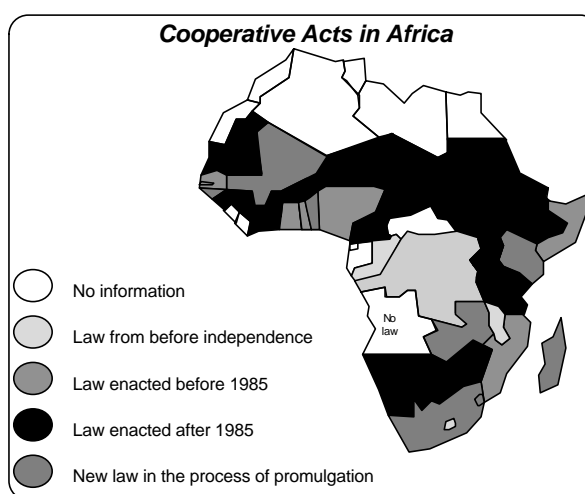 Cooperative Acts in Africa
No
law
No information
Law from before independence
Law enacted before 1985
Law enacted after 1985
New law in the process of promulgation